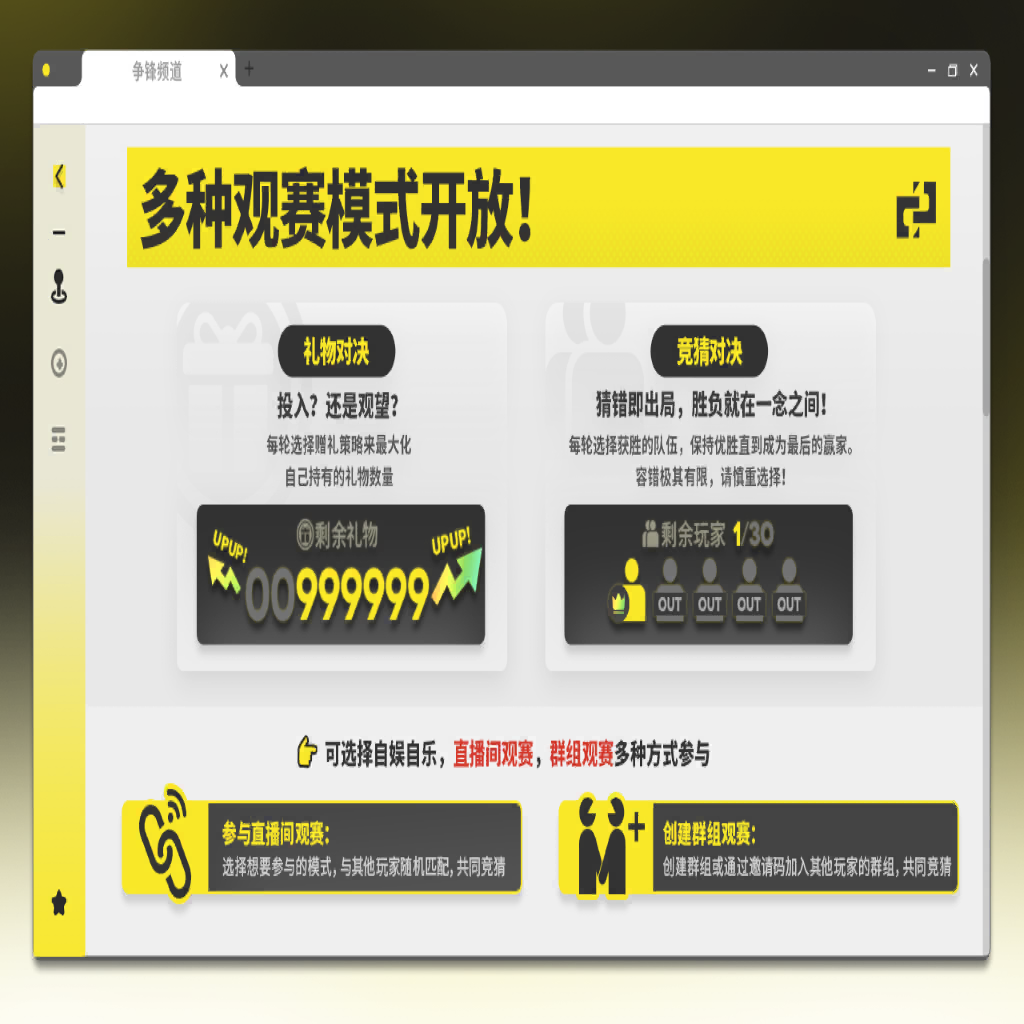 争锋频道
多种观赛模式开放!
礼物对决
投入?还是观望?
每轮选择赠礼策略来最大化
自己持有的礼物数量
UPUP!
剩余礼物
UPUP!
00999999
竞猜对决
猜错即出局,胜负就在一念之间!
每轮选择获胜的队伍,保持优胜直到成为最后的赢家。
容错极其有限,请慎重选择!
剩余玩家 1/30
OUT OUT OUT OUT
可选择自娱自乐,直播间观赛,群组观赛多种方式参与
参与直播间观赛:
选择想要参与的模式,与其他玩家随机匹配,共同竞猜
创建群组观赛:
创建群组或通过邀请码加入其他玩家的群组,共同竞猜